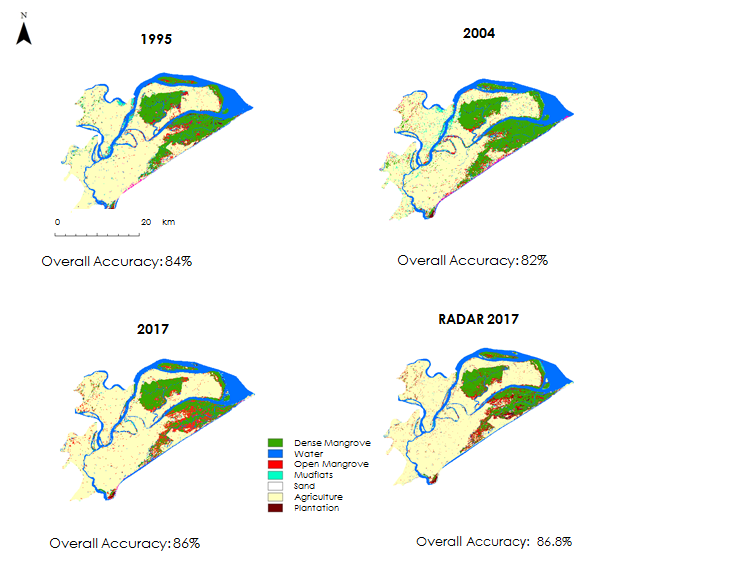 N
1995
2004
0 20 km
Overall Accuracy: 84%
Overall Accuracy: 82%
2017
RADAR 2017
Dense Mangrove
Water
Open Mangrove
Mudflats
Sand
Agriculture
Plantation
Overall Accuracy: 86%
Overall Accuracy: 86.8%